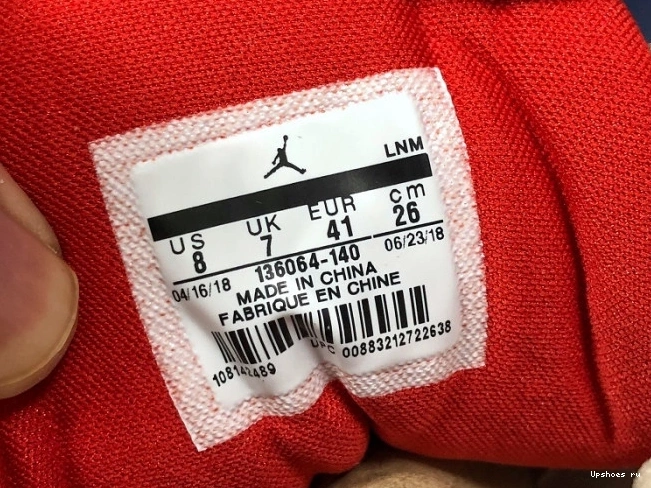 LNM
US UK EUR cm
8 7 41 26
04/16/18 136064-140 06/23/18
MADE IN CHINA
FABRIQUE EN CHINE
UPC 00883212722638
Upshoes ru